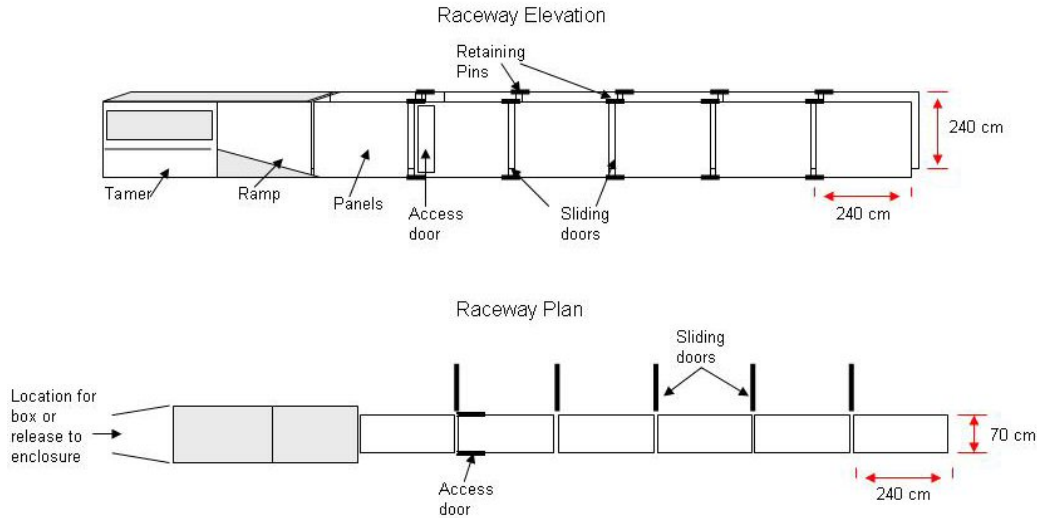 Raceway Elevation
Retaining
Pins
240 cm
Tamer
Ramp
Panels
Access
door
Sliding
doors
240 cm
Raceway Plan
Sliding
doors
Location for
box or
release to
enclosure
70 cm
Access
door
240 cm